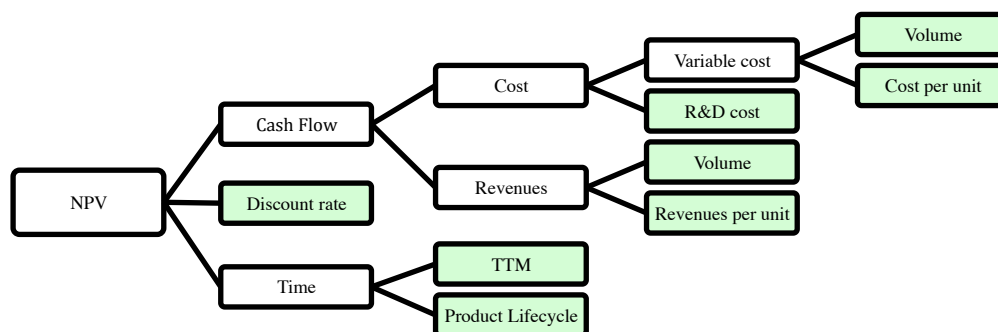 Volume
Variable cost
Cost per unit
Cost
R&D cost
Cash Flow
Volume
Revenues
Revenues per unit
NPV
Discount rate
TTM
Time
Product Lifecycle